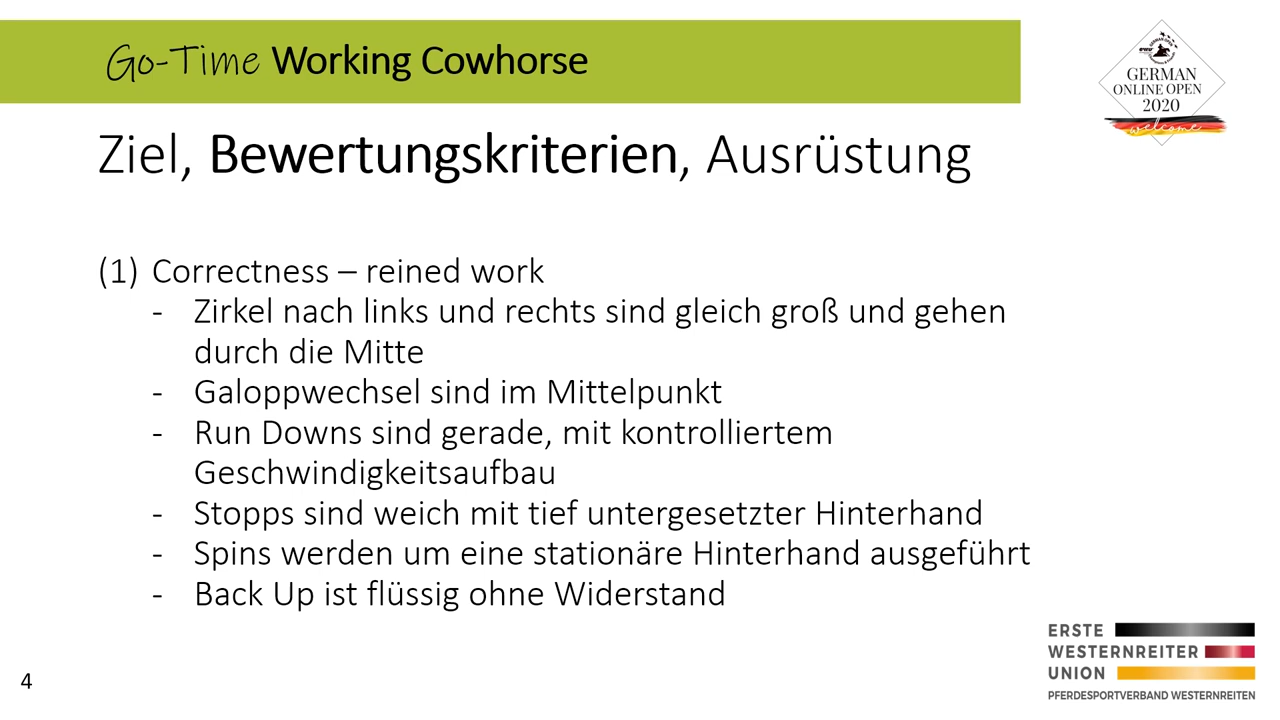 Go-Time Working Cowhorse
GERMAN
ONLINE OPEN
2020
welcome
Ziel, Bewertungskriterien, Ausrüstung
(1) Correctness – reined work
- Zirkel nach links und rechts sind gleich groß und gehen
durch die Mitte
- Galoppwechsel sind im Mittelpunkt
- Run Downs sind gerade, mit kontrolliertem
Geschwindigkeitsaufbau
- Stopps sind weich mit tief untergesetzter Hinterhand
- Spins werden um eine stationäre Hinterhand ausgeführt
- Back Up ist flüssig ohne Widerstand
ERSTE
WESTERNREITER
UNION
PFERDESPORTVERBAND WESTERNREITEN
4